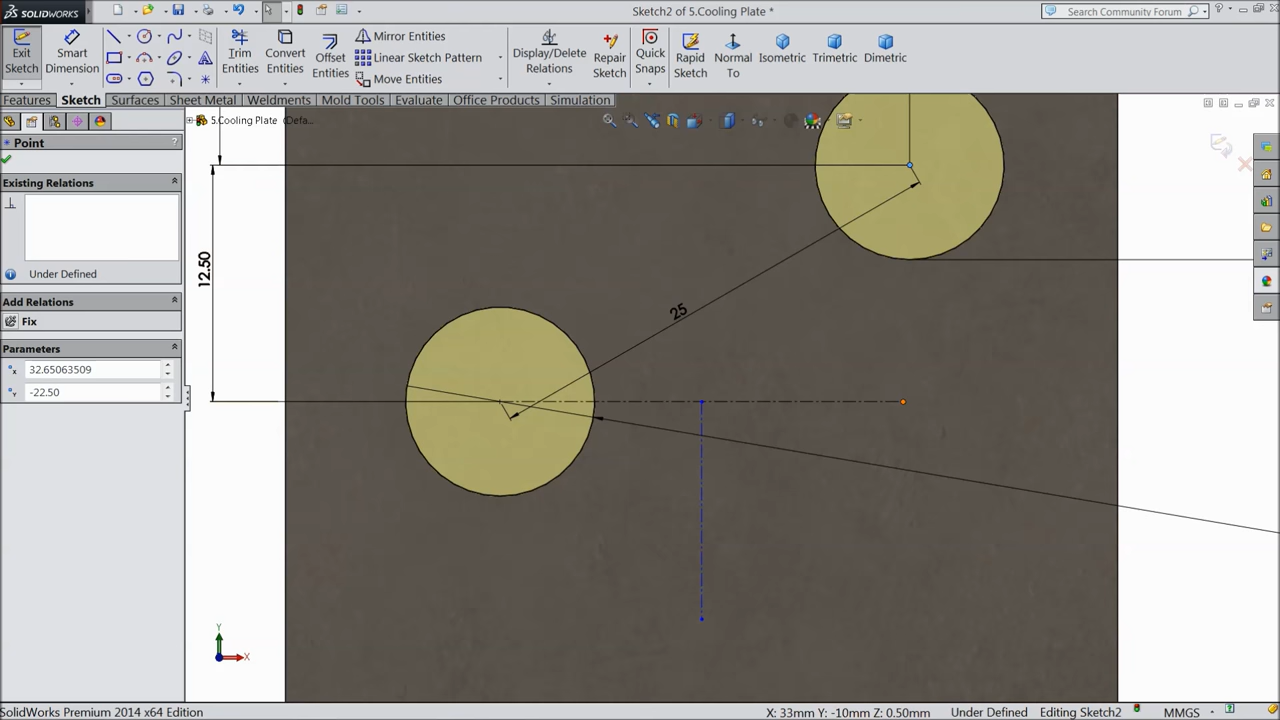 SOLIDWORKS
Sketch2 of 5.Cooling Plate *
Search Community Forum
Exit Sketch
Smart Dimension
Trim Entities
Convert Entities
Offset Entities
Mirror Entities
Linear Sketch Pattern
Move Entities
Display/Delete Relations
Repair Sketch
Quick Snaps
Rapid Sketch
Normal To
Isometric
Trimetric
Dimetric
Features
Sketch
Surfaces
Sheet Metal
Weldments
Mold Tools
Evaluate
Office Products
Simulation
5.Cooling Plate (Defa...
Point
?
Existing Relations
Under Defined
Add Relations
Fix
Parameters
x 32.65063509
y -22.50
12.50
25
Y
X
SolidWorks Premium 2014 x64 Edition
X: 33mm Y: -10mm Z: 0.50mm
Under Defined
Editing Sketch2
MMGS